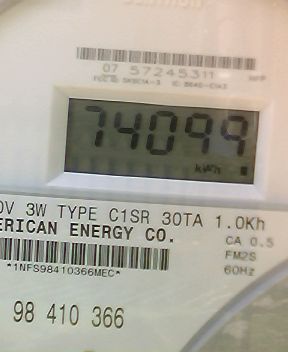 07 57245311
74099
kWh
0V 3W TYPE C1SR 30TA 1.0Kh
ERICAN ENERGY CO.
CA 0.5
*1NFS98410366MEC*
FM2S
60Hz
98 410 366